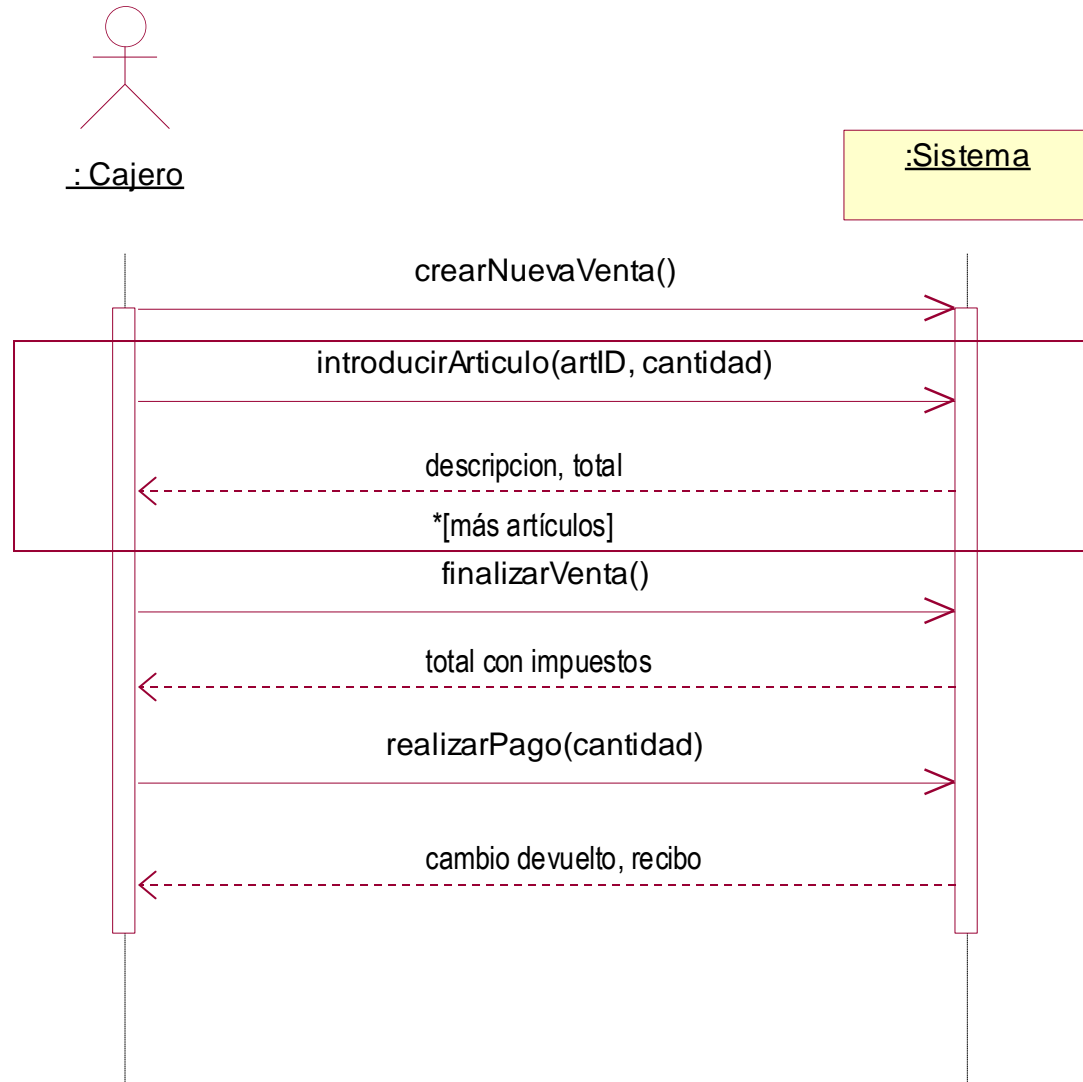 : Cajero
:Sistema
crearNuevaVenta()
introducirArticulo(artID, cantidad)
descripcion, total
*[más artículos]
finalizarVenta()
total con impuestos
realizarPago(cantidad)
cambio devuelto, recibo